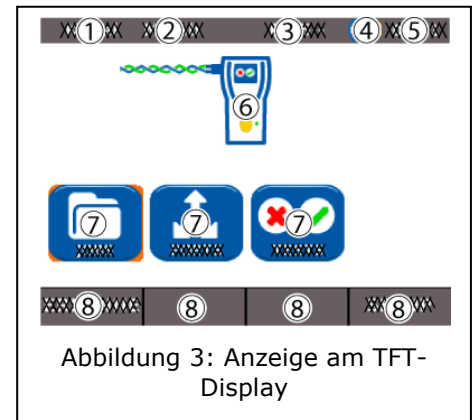 ① ② ③ ④ ⑤
⑥
⑦ ⑦ ⑦
⑧ ⑧ ⑧ ⑧
Abbildung 3: Anzeige am TFT-
Display